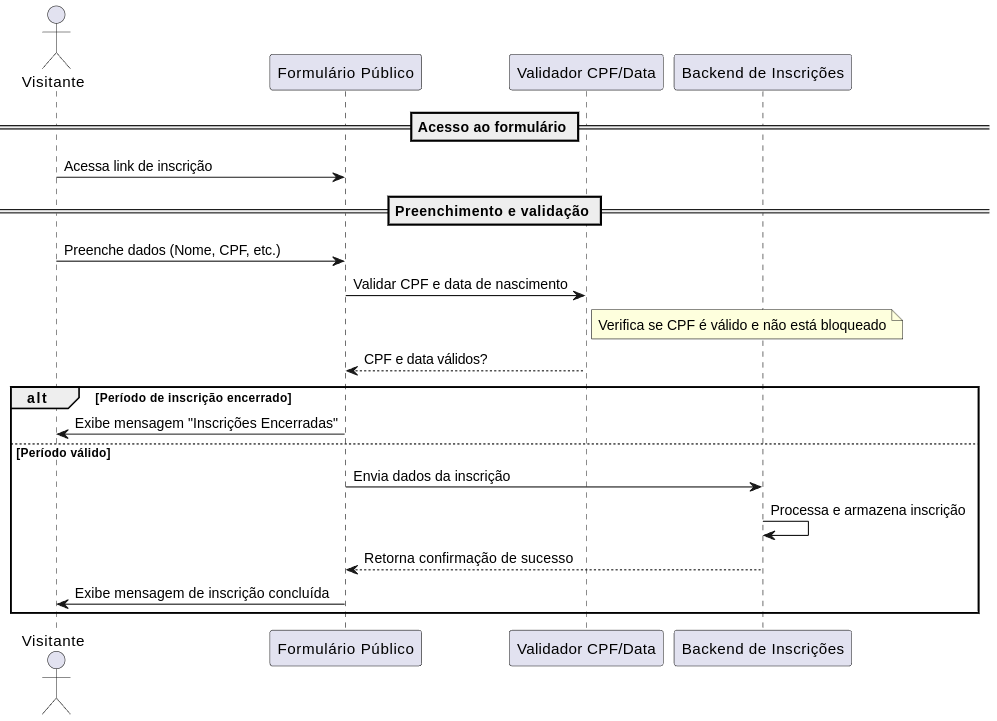 Visitante
Formulário Público
Validador CPF/Data
Backend de Inscrições
Acesso ao formulário
Acessa link de inscrição
Preenchimento e validação
Preenche dados (Nome, CPF, etc.)
Validar CPF e data de nascimento
Verifica se CPF é válido e não está bloqueado
CPF e data válidos?
alt
[Período de inscrição encerrado]
Exibe mensagem "Inscrições Encerradas"
[Período válido]
Envia dados da inscrição
Processa e armazena inscrição
Retorna confirmação de sucesso
Exibe mensagem de inscrição concluída
Visitante
Formulário Público
Validador CPF/Data
Backend de Inscrições